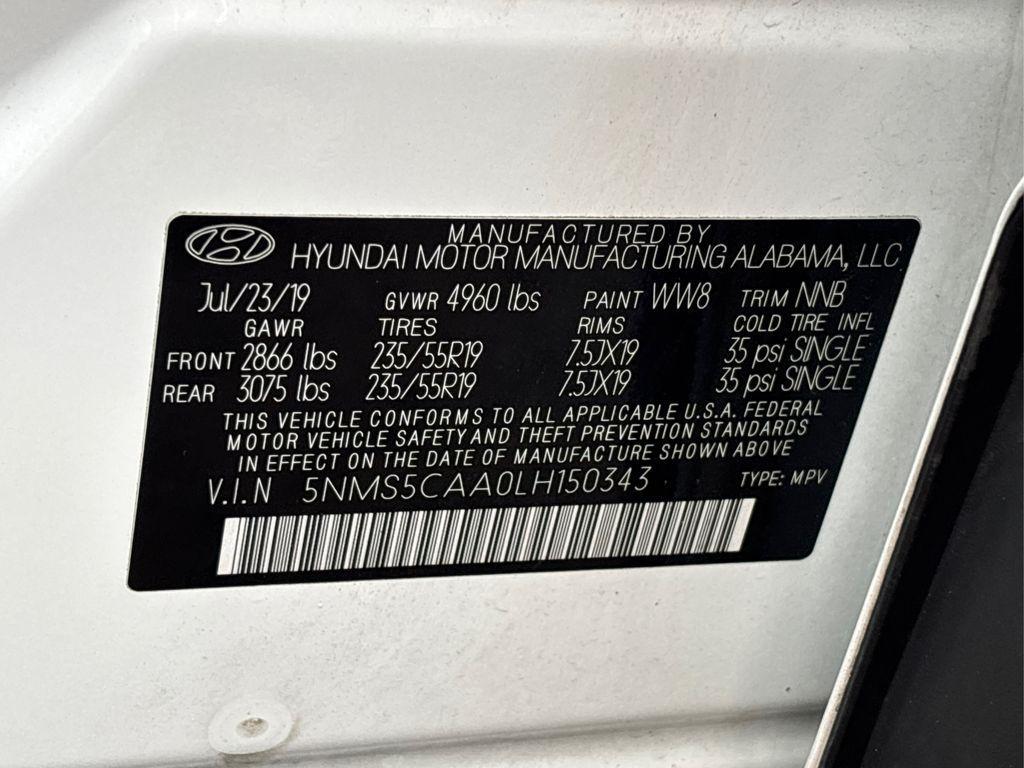 MANUFACTURED BY
HYUNDAI MOTOR MANUFACTURING ALABAMA, LLC
Jul/23/19 GVWR 4960 lbs PAINT WW8 TRIM NNB
GAWR TIRES RIMS COLD TIRE INFL
FRONT 2866 lbs 235/55R19 7.5JX19 35 psi SINGLE
REAR 3075 lbs 235/55R19 7.5JX19 35 psi SINGLE
THIS VEHICLE CONFORMS TO ALL APPLICABLE U.S.A. FEDERAL
MOTOR VEHICLE SAFETY AND THEFT PREVENTION STANDARDS
IN EFFECT ON THE DATE OF MANUFACTURE SHOWN ABOVE
V.I.N 5NMS5CAA0LH150343 TYPE: MPV